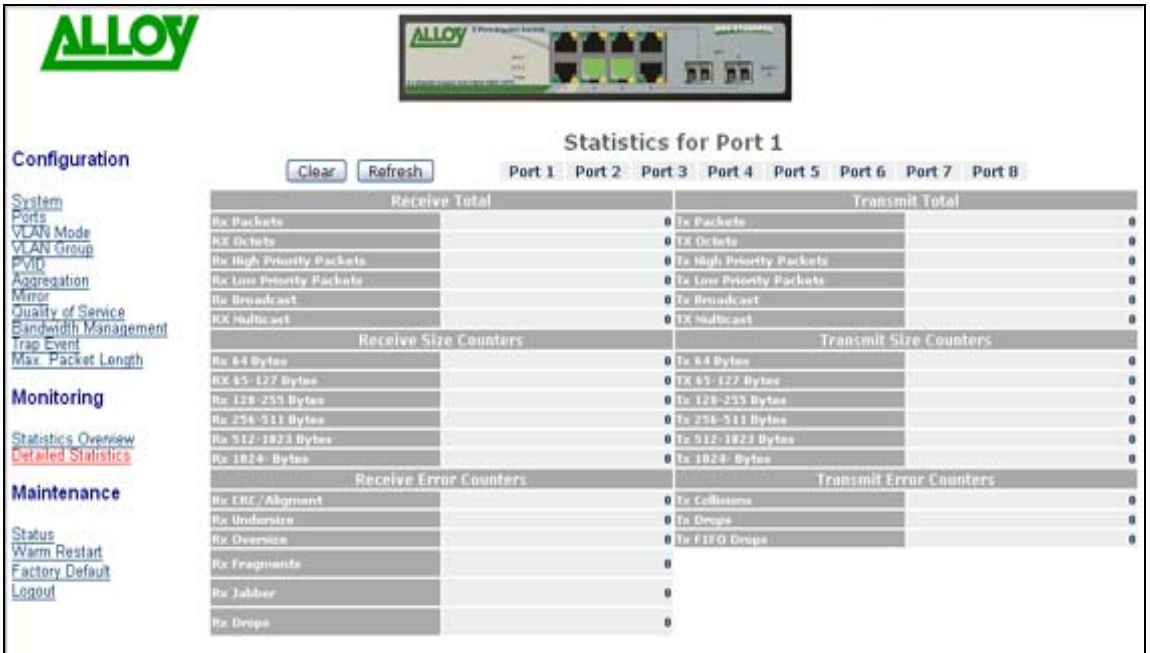 ALLOY
ALLOY
Statistics for Port 1
Clear Refresh Port 1 Port 2 Port 3 Port 4 Port 5 Port 6 Port 7 Port 8
Configuration
System
Ports
VLAN Mode
VLAN Group
PVID
Aggregation
Mirror
Quality of Service
Bandwidth Management
Trap Event
Max. Packet Length
Monitoring
Statistics Overview
Detailed Statistics
Maintenance
Status
Warm Restart
Factory Default
Logout
Receive Total Transmit Total
Rx Packets 0 Tx Packets 0
RX Octets 0 TX Octets 0
Rx High Priority Packets 0 Tx High Priority Packets 0
Rx Low Priority Packets 0 Tx Low Priority Packets 0
Rx Broadcast 0 Tx Broadcast 0
RX Multicast 0 TX Multicast 0
Receive Size Counters Transmit Size Counters
Rx 64 Bytes 0 Tx 64 Bytes 0
RX 65-127 Bytes 0 TX 65-127 Bytes 0
Rx 128-255 Bytes 0 Tx 128-255 Bytes 0
Rx 256-511 Bytes 0 Tx 256-511 Bytes 0
Rx 512-1023 Bytes 0 Tx 512-1023 Bytes 0
Rx 1024- Bytes 0 Tx 1024- Bytes 0
Receive Error Counters Transmit Error Counters
Rx CRC/Aligment 0 Tx Collisions 0
Rx Undersize 0 Tx Drops 0
Rx Oversize 0 Tx FIFO Drops 0
Rx Fragments 0
Rx Jabber 0
Rx Drops 0